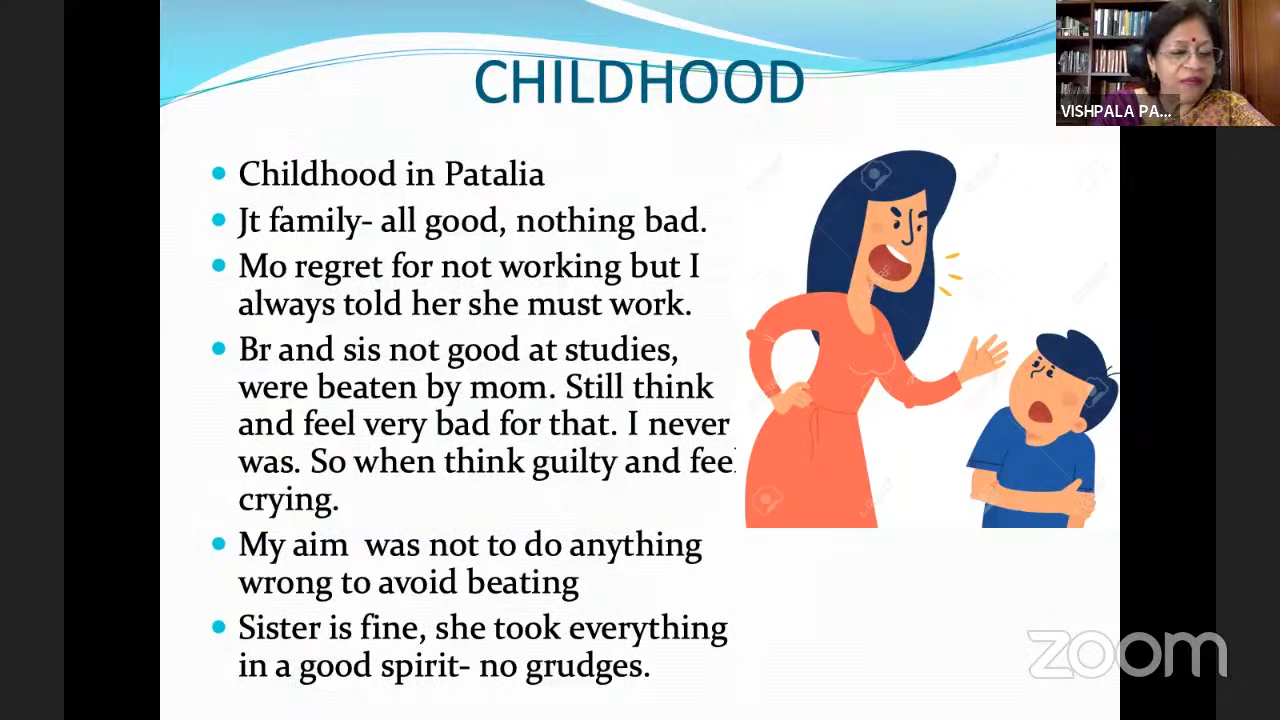 CHILDHOOD
VISHPALA PA...
Childhood in Patalia
Jt family- all good, nothing bad.
Mo regret for not working but I
always told her she must work.
Br and sis not good at studies,
were beaten by mom. Still think
and feel very bad for that. I never
was. So when think guilty and feel
crying.
My aim was not to do anything
wrong to avoid beating
Sister is fine, she took everything
in a good spirit- no grudges.
zoom